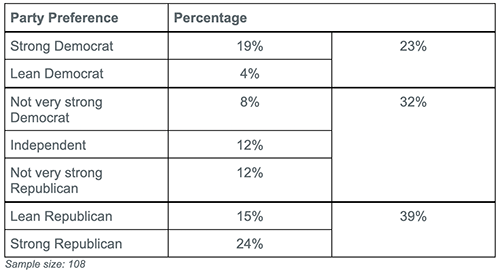 Party Preference Percentage
Strong Democrat 19% 23%
Lean Democrat 4%
Not very strong 8% 32%
Democrat
Independent 12%
Not very strong 12%
Republican
Lean Republican 15% 39%
Strong Republican 24%
Sample size: 108